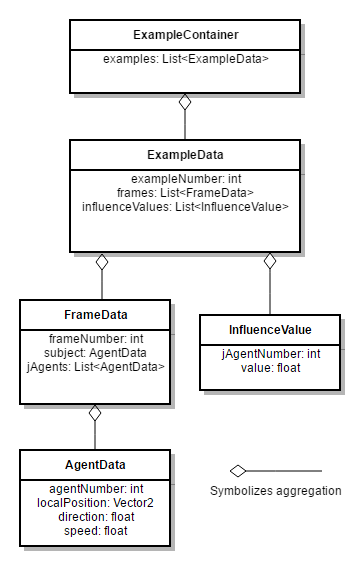 ExampleContainer
examples: List<ExampleData>
ExampleData
exampleNumber: int
frames: List<FrameData>
influenceValues: List<InfluenceValue>
FrameData
frameNumber: int
subject: AgentData
jAgents: List<AgentData>
InfluenceValue
jAgentNumber: int
value: float
AgentData
agentNumber: int
localPosition: Vector2
direction: float
speed: float
Symbolizes aggregation